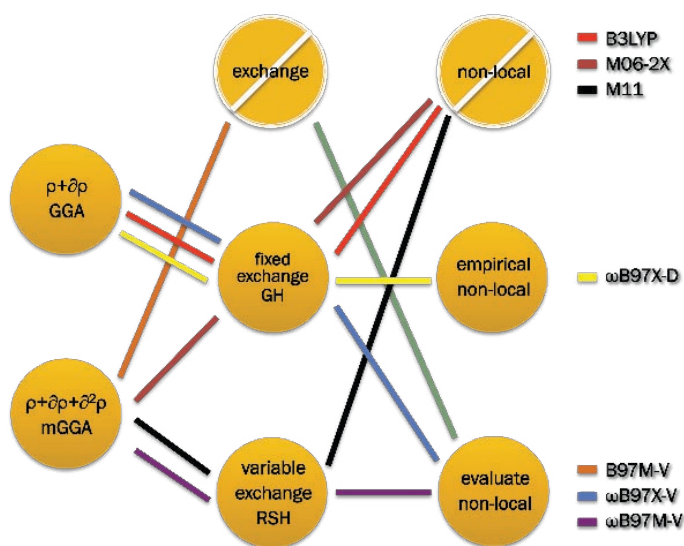 exchange
non-local
B3LYP
M06-2X
M11
ρ+∂ρ
GGA
fixed
exchange
GH
empirical
non-local
ωB97X-D
ρ+∂ρ+∂²ρ
mGGA
variable
exchange
RSH
evaluate
non-local
B97M-V
ωB97X-V
ωB97M-V